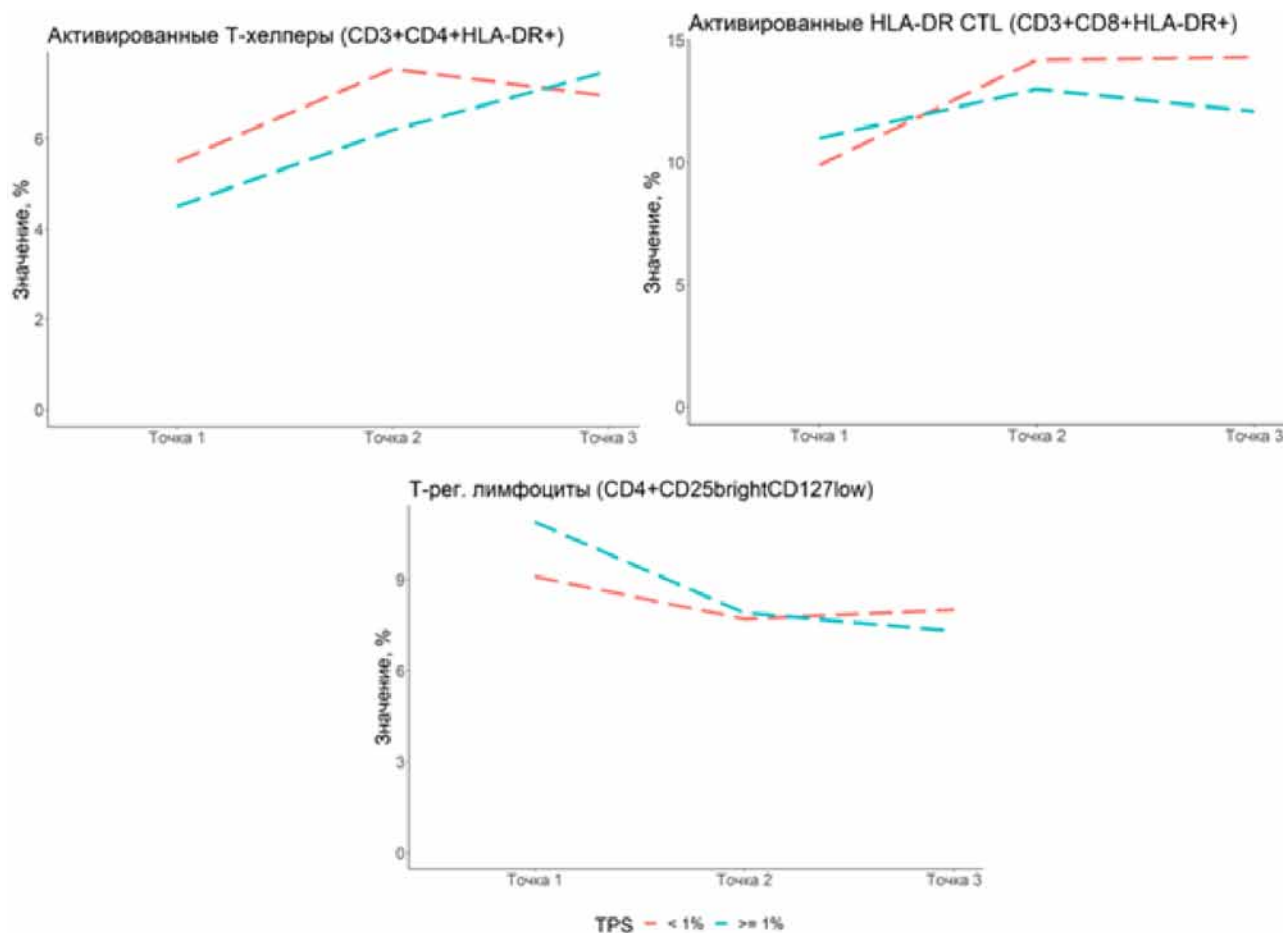 Активированные Т-хелперы (CD3+CD4+HLA-DR+)
Значение, %
6
4
2
0
Точка 1 Точка 2 Точка 3
Активированные HLA-DR CTL (CD3+CD8+HLA-DR+)
Значение, %
15
10
5
0
Точка 1 Точка 2 Точка 3
Т-рег. лимфоциты (CD4+CD25brightCD127low)
Значение, %
9
6
3
0
Точка 1 Точка 2 Точка 3
TPS < 1% >= 1%